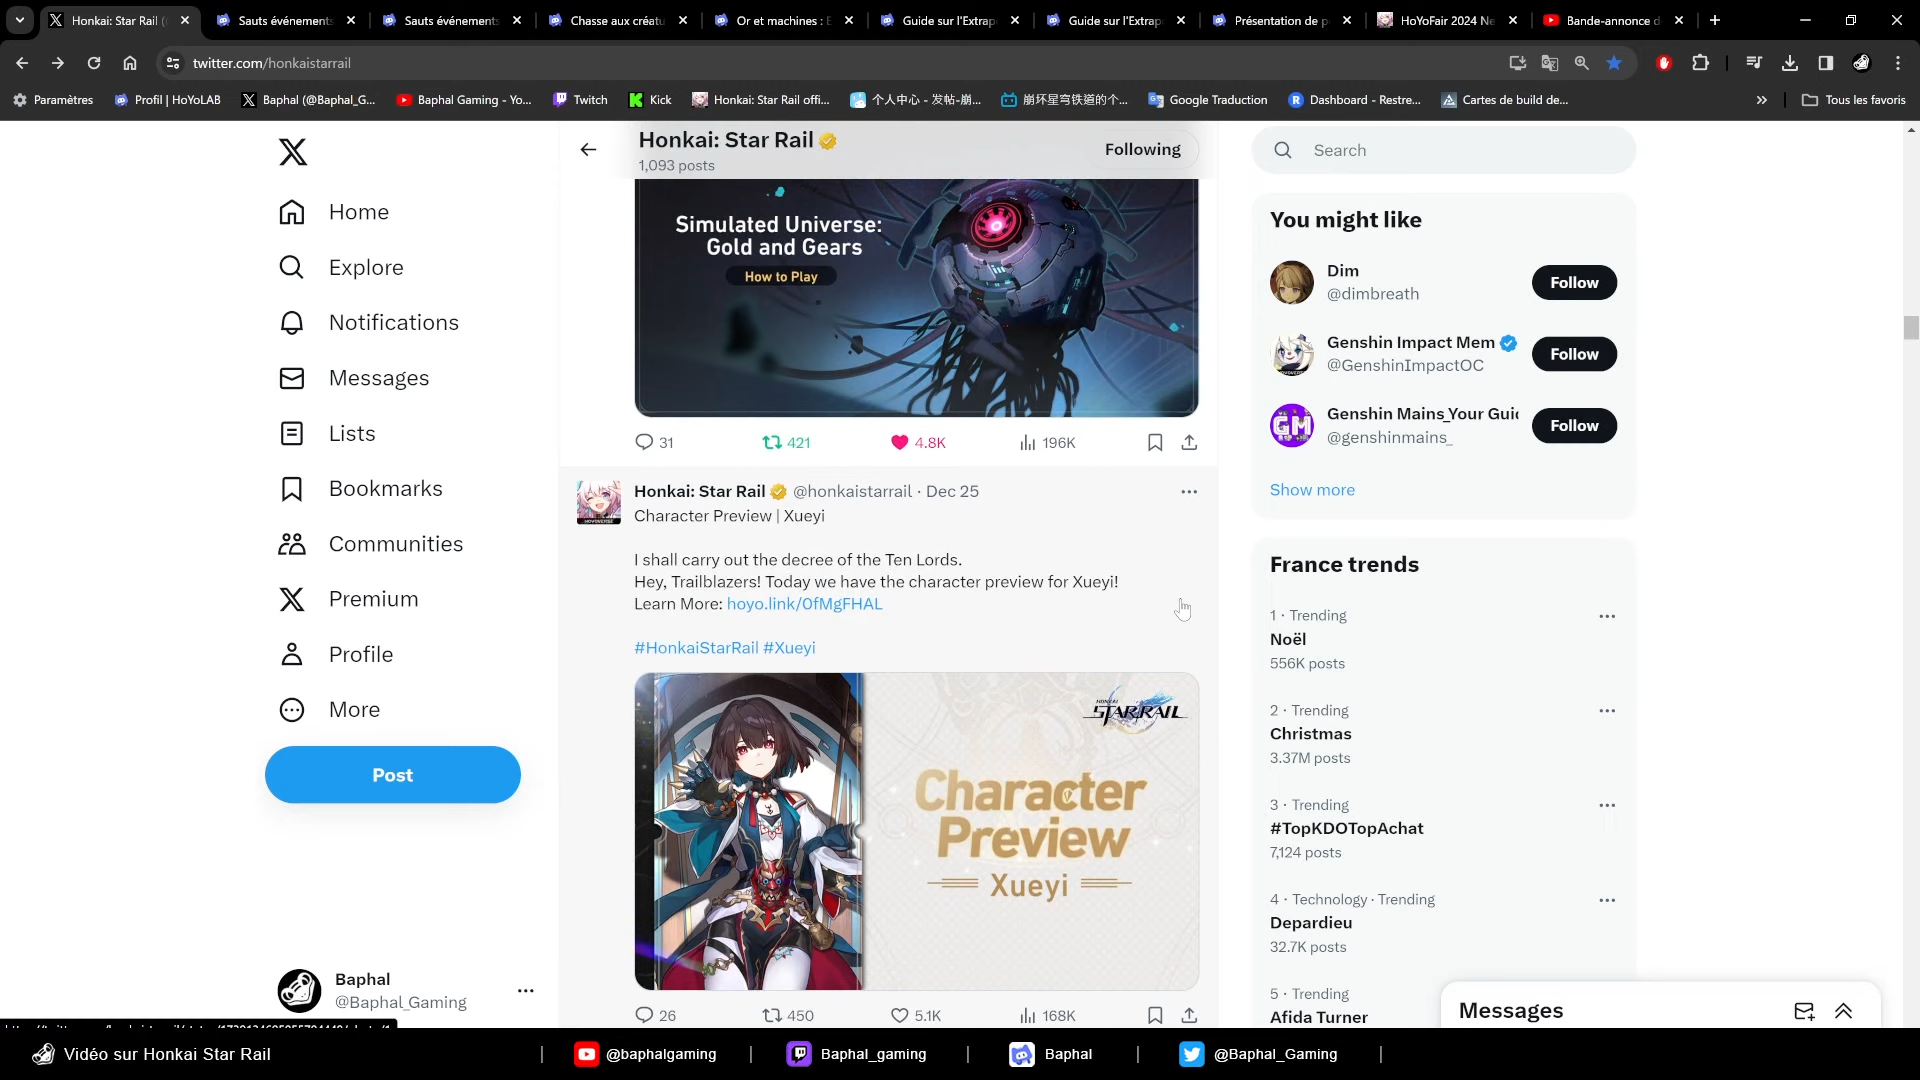 Honkai: Star Rail (
Sauts événements
Sauts événements
Chasse aux créatu
Or et machines : E
Guide sur l'Extrap
Guide sur l'Extrap
Présentation de p
HoYoFair 2024 Ne
Bande-annonce d
twitter.com/honkaistarrail
Paramètres
Profil | HoYoLAB
Baphal (@Baphal_G...
Baphal Gaming - Yo...
Twitch
Kick
Honkai: Star Rail offi...
个人中心 - 发帖-崩...
崩坏星穹铁道的个...
Google Traduction
Dashboard - Restre...
Cartes de build de...
Tous les favoris
Home
Explore
Notifications
Messages
Lists
Bookmarks
Communities
Premium
Profile
More
Post
Baphal
@Baphal_Gaming
Honkai: Star Rail
1,093 posts
Following
Simulated Universe:
Gold and Gears
How to Play
31
421
4.8K
196K
Honkai: Star Rail @honkaistarrail · Dec 25
Character Preview | Xueyi
I shall carry out the decree of the Ten Lords.
Hey, Trailblazers! Today we have the character preview for Xueyi!
Learn More: hoyo.link/0fMgFHAL
#HonkaiStarRail #Xueyi
HONKAI
STAR RAIL
Character
Preview
Xueyi
26
450
5.1K
168K
Search
You might like
Dim
@dimbreath
Follow
Genshin Impact Mem
@GenshinImpactOC
Follow
Genshin Mains_Your Gui
@genshinmains_
Follow
GM
Show more
France trends
1 · Trending
Noël
556K posts
2 · Trending
Christmas
3.37M posts
3 · Trending
#TopKDOTopAchat
7,124 posts
4 · Technology · Trending
Depardieu
32.7K posts
5 · Trending
Afida Turner
Messages
Vidéo sur Honkai Star Rail
@baphalgaming
Baphal_gaming
Baphal
@Baphal_Gaming